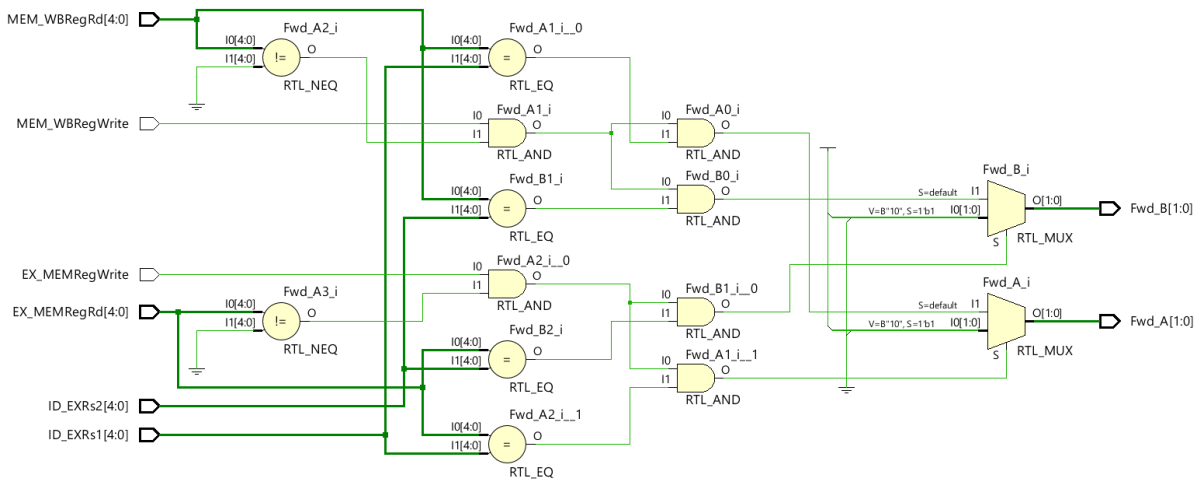 MEM_WBRegRd[4:0]
Fwd_A2_i
I0[4:0]
I1[4:0]
!=
O
RTL_NEQ
Fwd_A1_i__0
I0[4:0]
I1[4:0]
=
O
RTL_EQ
MEM_WBRegWrite
Fwd_A1_i
I0
I1
O
RTL_AND
Fwd_A0_i
I0
I1
O
RTL_AND
Fwd_B1_i
I0[4:0]
I1[4:0]
=
O
RTL_EQ
Fwd_B0_i
I0
I1
O
RTL_AND
Fwd_B_i
S=default
I1
V=B"10", S=1'b1
I0[1:0]
S
O[1:0]
RTL_MUX
Fwd_B[1:0]
EX_MEMRegWrite
Fwd_A2_i__0
I0
I1
O
RTL_AND
EX_MEMRegRd[4:0]
Fwd_A3_i
I0[4:0]
I1[4:0]
!=
O
RTL_NEQ
Fwd_B1_i__0
I0
I1
O
RTL_AND
Fwd_A_i
S=default
I1
V=B"10", S=1'b1
I0[1:0]
S
O[1:0]
RTL_MUX
Fwd_A[1:0]
Fwd_B2_i
I0[4:0]
I1[4:0]
=
O
RTL_EQ
Fwd_A1_i__1
I0
I1
O
RTL_AND
ID_EXRs2[4:0]
ID_EXRs1[4:0]
Fwd_A2_i__1
I0[4:0]
I1[4:0]
=
O
RTL_EQ